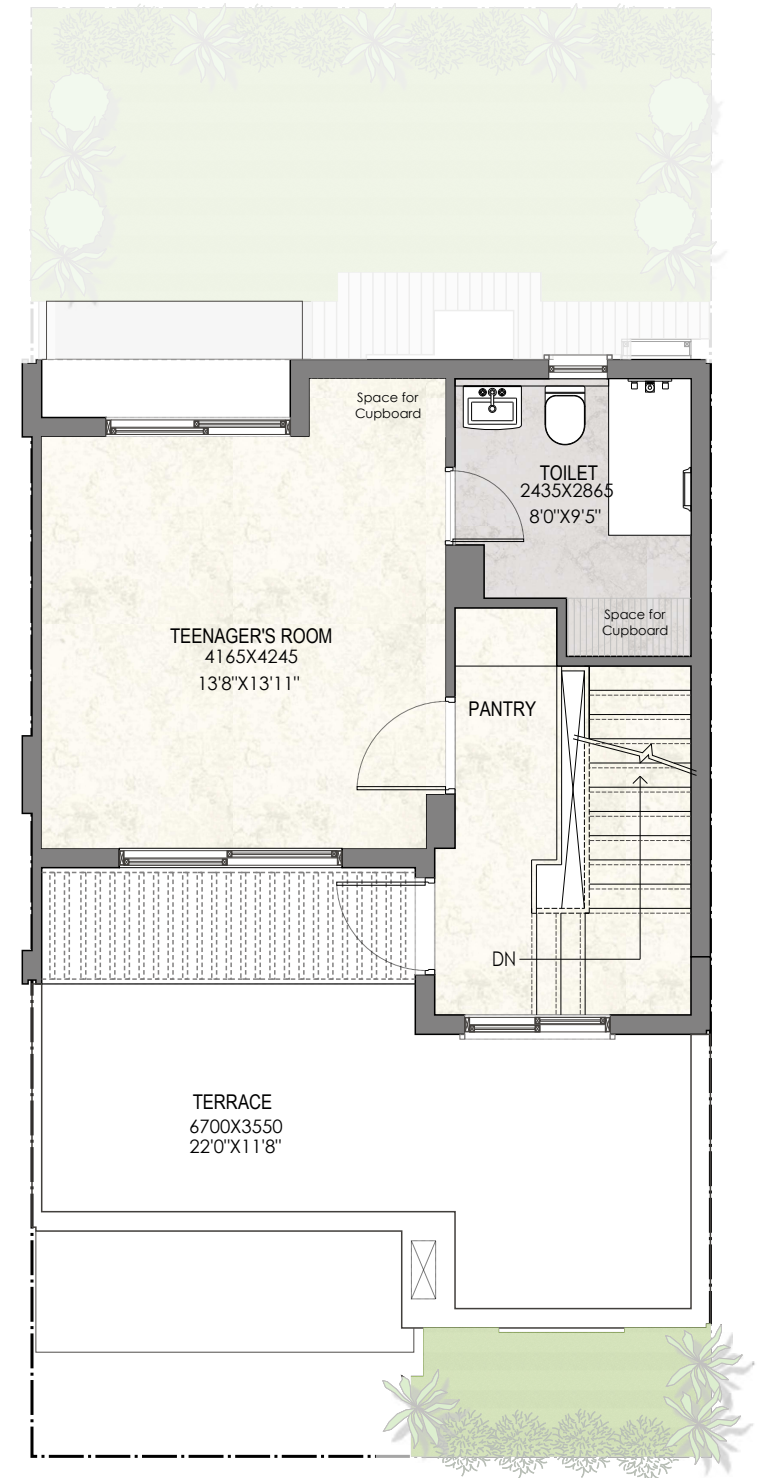 Space for
Cupboard
TOILET
2435X2865
8'0"X9'5"
Space for
Cupboard
TEENAGER'S ROOM
4165X4245
13'8"X13'11"
PANTRY
DN
TERRACE
6700X3550
22'0"X11'8"